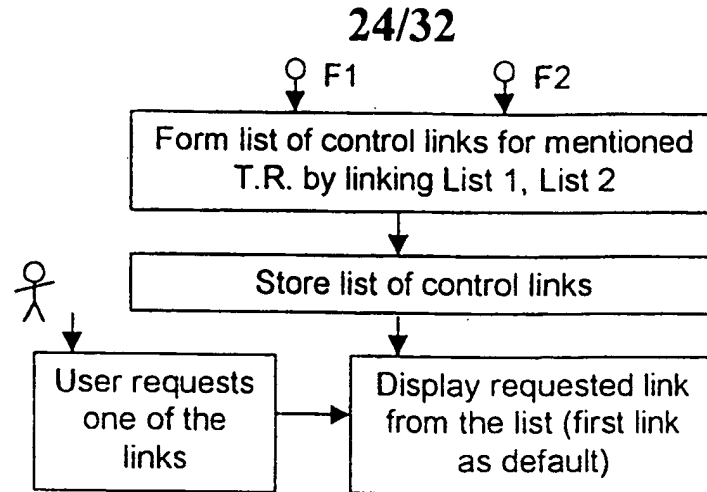 24/32
F1 F2
Form list of control links for mentioned
T.R. by linking List 1, List 2
Store list of control links
User requests
one of the
links
Display requested link
from the list (first link
as default)